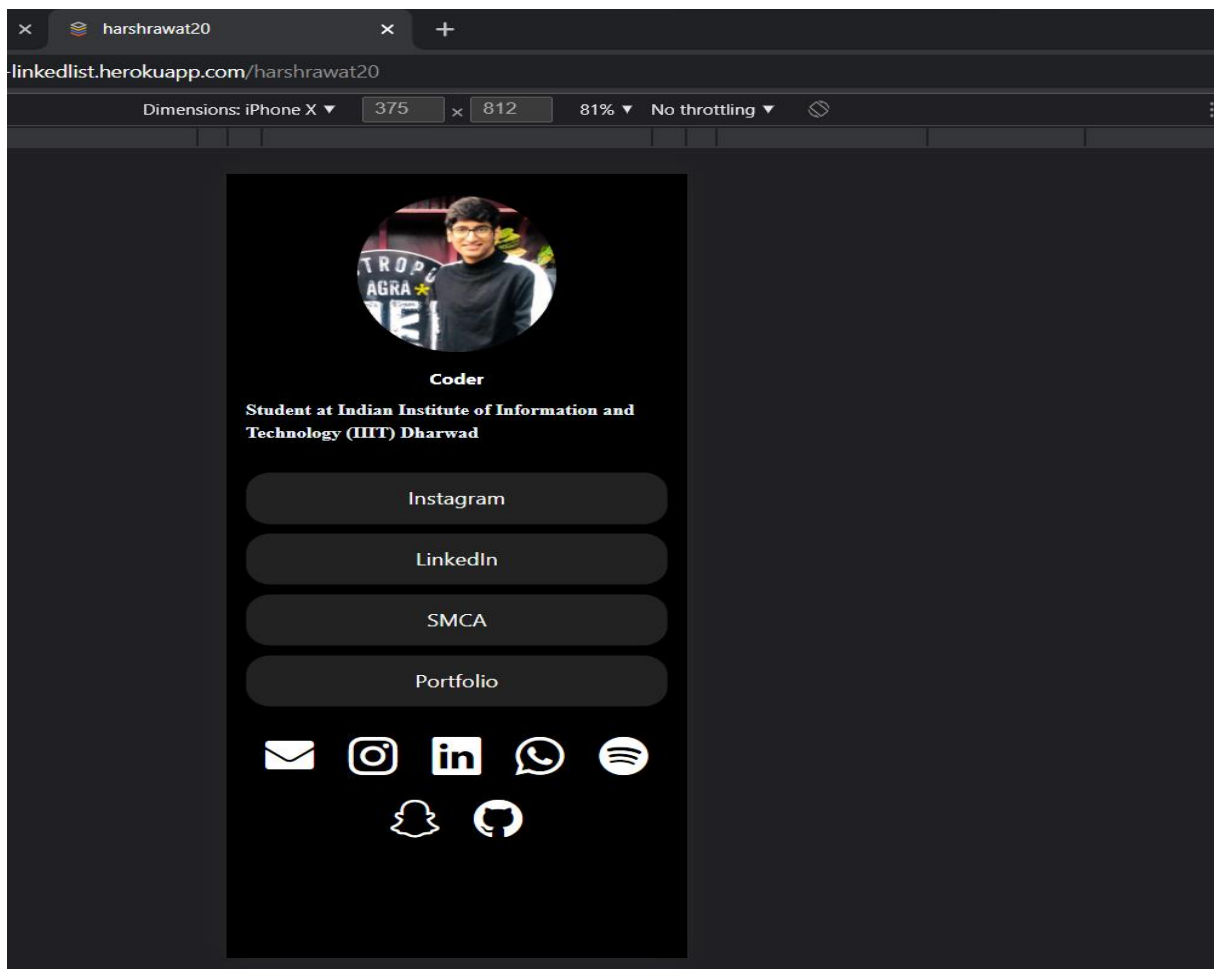 harshrawat20
-linkedlist.herokuapp.com/harshrawat20
Dimensions: iPhone X ▼ 375 × 812 81% ▼ No throttling ▼
AGRA
Coder
Student at Indian Institute of Information and
Technology (IIIT) Dharwad
Instagram
LinkedIn
SMCA
Portfolio
in